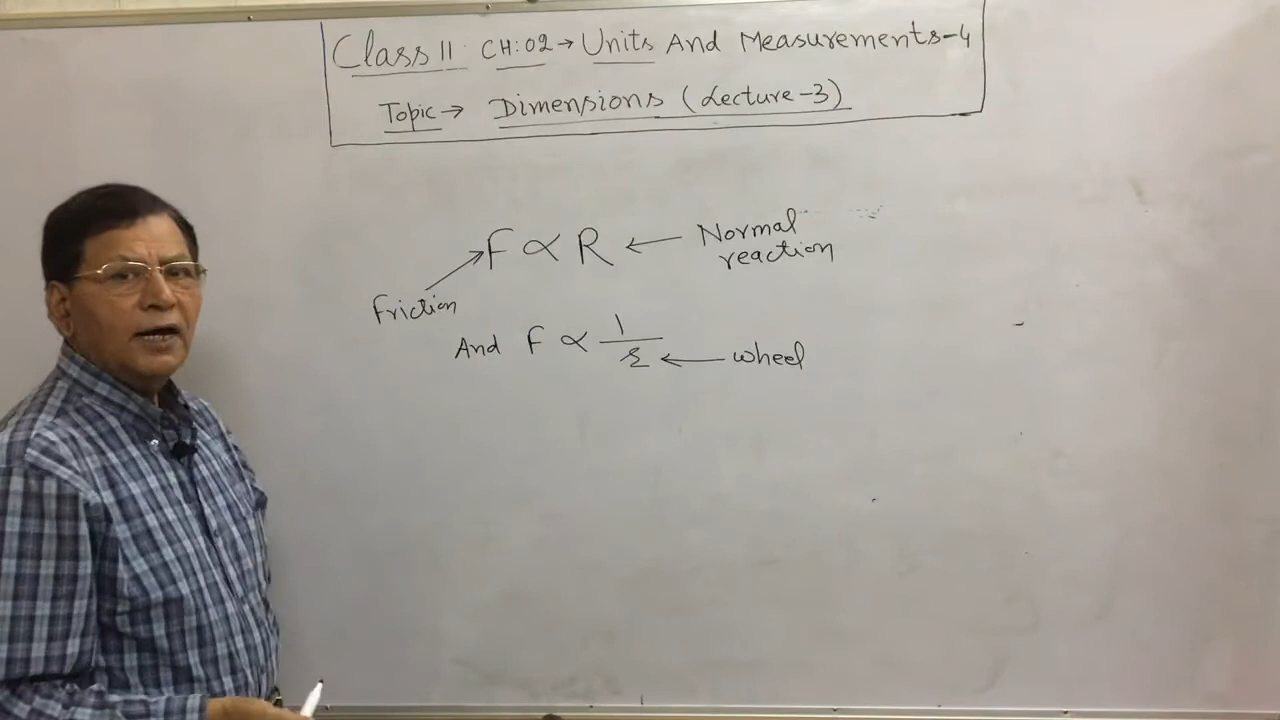 Class 11 CH:02→ Units And Measurements-4
Topic→ Dimensions (Lecture-3)
F ∝ R ← Normal reaction
Friction
And F ∝ 1/r ← wheel